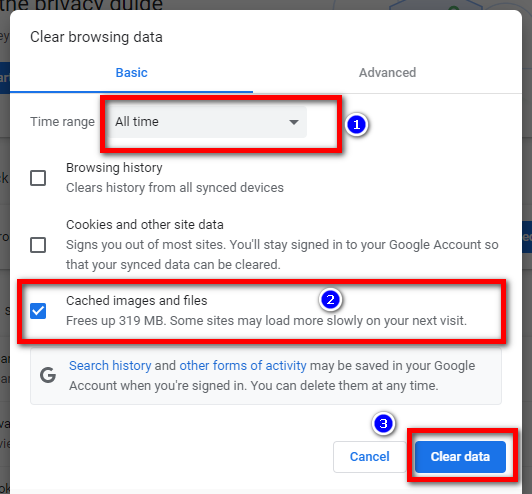 the privacy guide
Clear browsing data
Basic Advanced
Time range All time 1
Browsing history
Clears history from all synced devices
Cookies and other site data
Signs you out of most sites. You'll stay signed in to your Google Account so
that your synced data can be cleared.
Cached images and files 2
Frees up 319 MB. Some sites may load more slowly on your next visit.
G Search history and other forms of activity may be saved in your Google
Account when you're signed in. You can delete them at any time.
3
Cancel Clear data